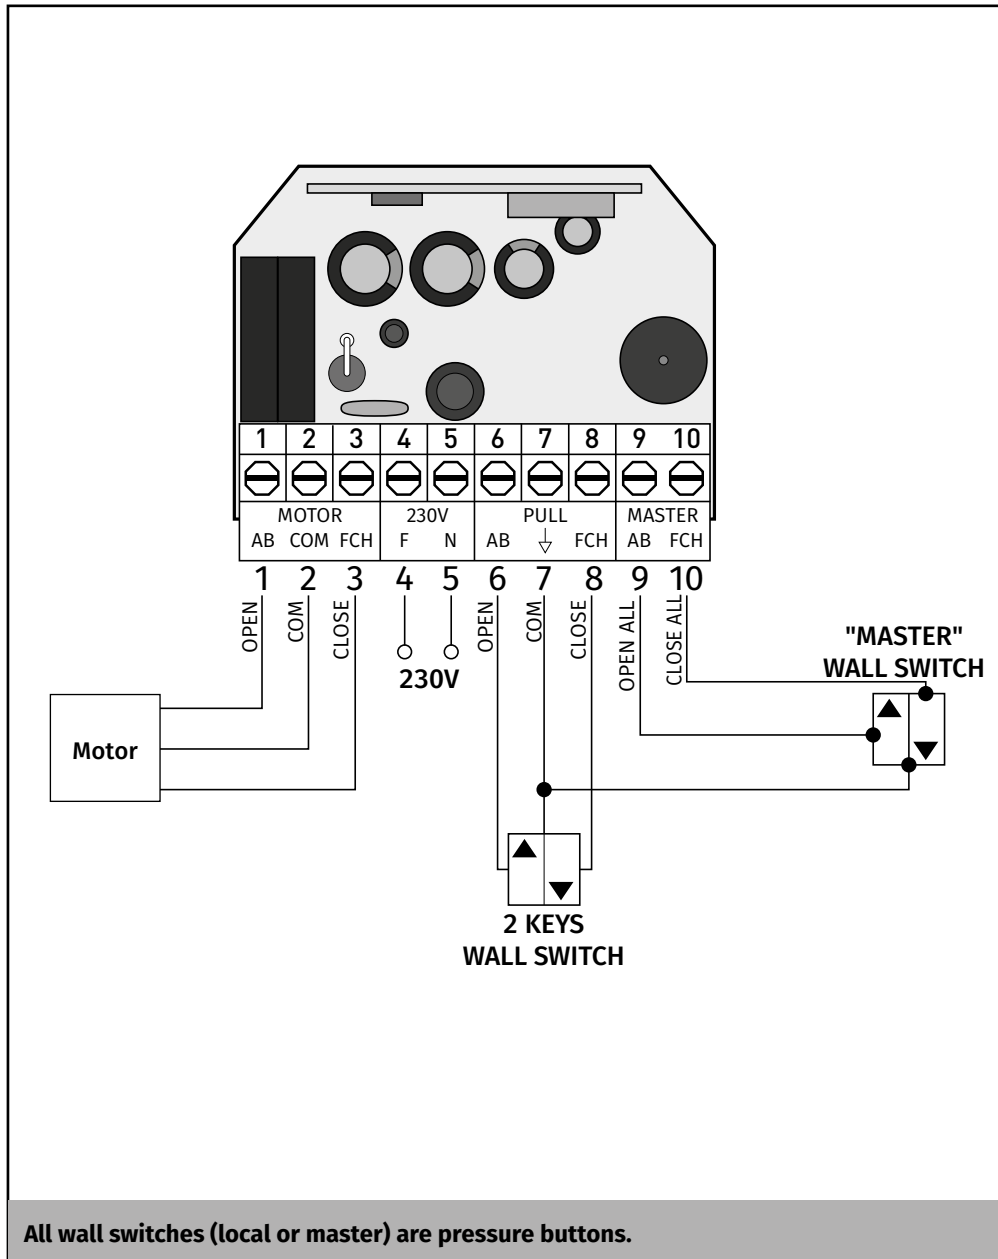 1 2 3 4 5 6 7 8 9 10
MOTOR 230V PULL MASTER
AB COM FCH F N AB FCH AB FCH
1 2 3 4 5 6 7 8 9 10
OPEN
COM
CLOSE
230V
OPEN
COM
CLOSE
OPEN ALL
CLOSE ALL
"MASTER"
WALL SWITCH
Motor
2 KEYS
WALL SWITCH
All wall switches (local or master) are pressure buttons.